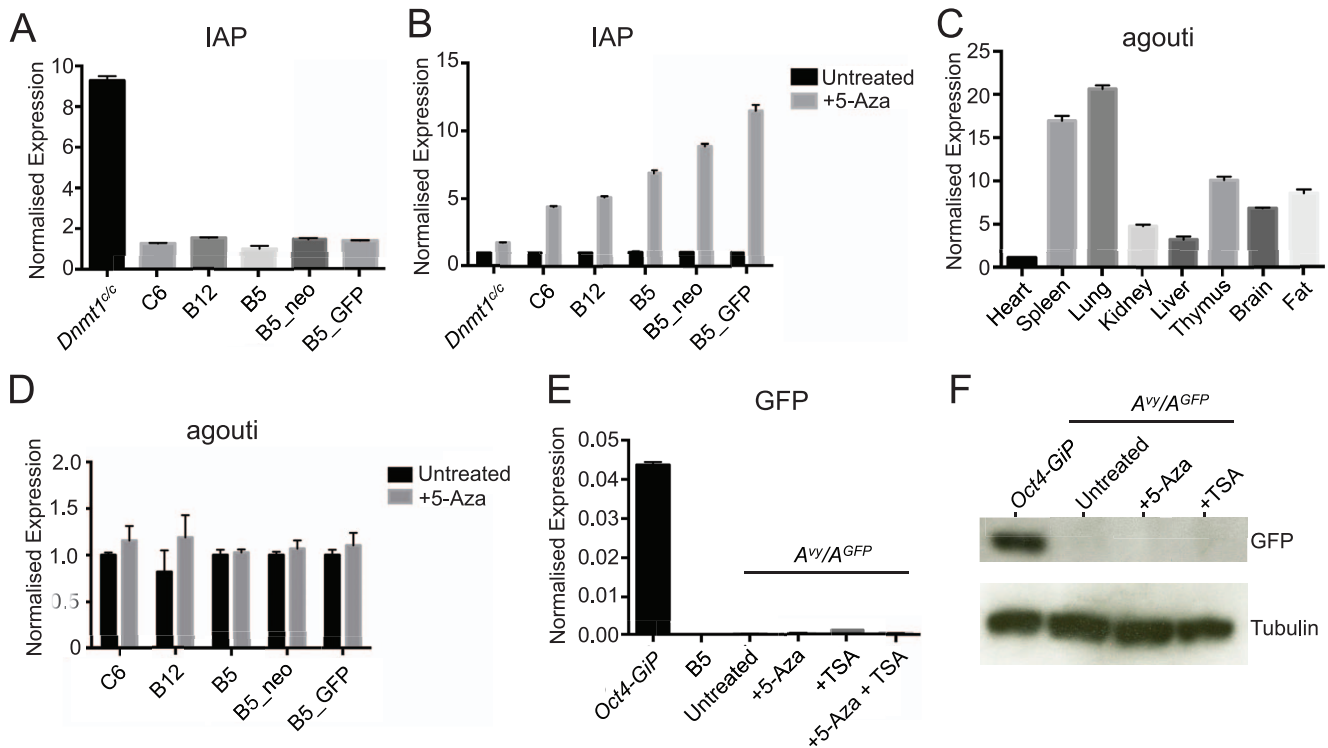 A
IAP
Normalised Expression
10
8
6
4
2
0
Dnmt1c/c
C6
B12
B5
B5_neo
B5_GFP
B
IAP
Normalised Expression
15
10
5
0
Untreated
+5-Aza
Dnmt1c/c
C6
B12
B5
B5_neo
B5_GFP
C
agouti
Normalised Expression
25
20
15
10
5
0
Heart
Spleen
Lung
Kidney
Liver
Thymus
Brain
Fat
D
agouti
Normalised Expression
2.0
1.5
1.0
0.5
0
Untreated
+5-Aza
C6
B12
B5
B5_neo
B5_GFP
E
GFP
Normalised Expression
0.05
0.04
0.03
0.02
0.01
0.00
Avy/AGFP
Oct4-GiP
B5
Untreated
+5-Aza
+TSA
+5-Aza + TSA
F
Avy/AGFP
Oct4-GiP
Untreated
+5-Aza
+TSA
GFP
Tubulin